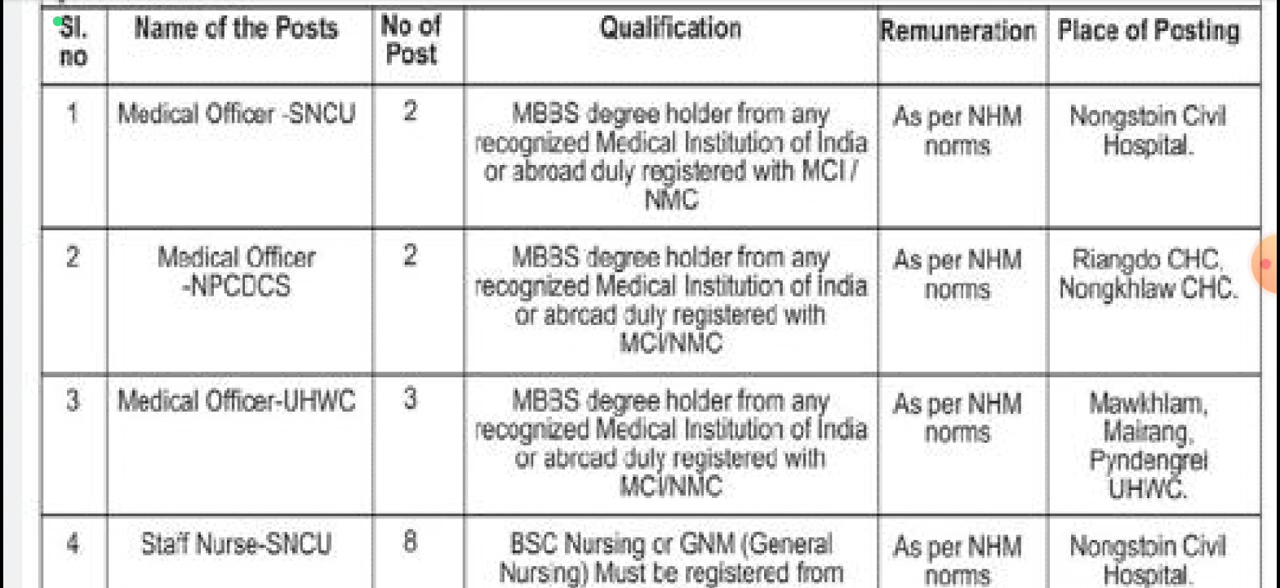 Sl. no Name of the Posts No of Post Qualification Remuneration Place of Posting
1 Medical Officer -SNCU 2 MBBS degree holder from any recognized Medical Institution of India or abroad duly registered with MCI / NMC As per NHM norms Nongstoin Civil Hospital.
2 Medical Officer -NPCDCS 2 MBBS degree holder from any recognized Medical Institution of India or abroad duly registered with MCI/NMC As per NHM norms Riangdo CHC, Nongkhlaw CHC.
3 Medical Officer-UHWC 3 MBBS degree holder from any recognized Medical Institution of India or abroad duly registered with MCI/NMC As per NHM norms Mawkhlam, Mairang, Pyndengrei UHWC.
4 Staff Nurse-SNCU 8 BSC Nursing or GNM (General Nursing) Must be registered from As per NHM norms Nongstoin Civil Hospital.